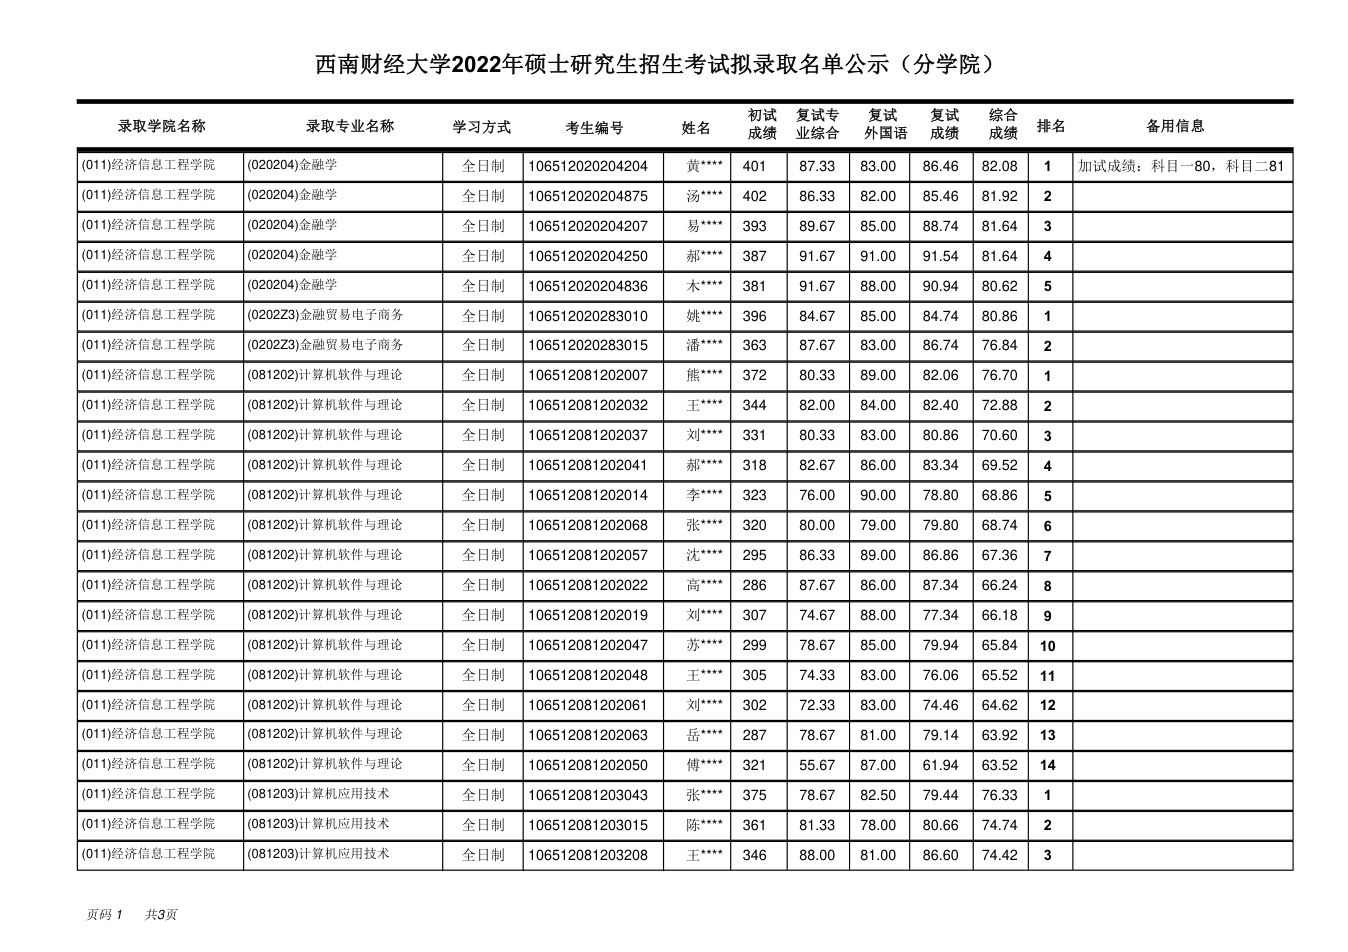 西南财经大学2022年硕士研究生招生考试拟录取名单公示（分学院）
录取学院名称 录取专业名称 学习方式 考生编号 姓名 初试成绩 复试专业综合 复试外国语 复试成绩 综合成绩 排名 备用信息
(011)经济信息工程学院 (020204)金融学 全日制 106512020204204 黄**** 401 87.33 83.00 86.46 82.08 1 加试成绩：科目一80，科目二81
(011)经济信息工程学院 (020204)金融学 全日制 106512020204875 汤**** 402 86.33 82.00 85.46 81.92 2
(011)经济信息工程学院 (020204)金融学 全日制 106512020204207 易**** 393 89.67 85.00 88.74 81.64 3
(011)经济信息工程学院 (020204)金融学 全日制 106512020204250 郝**** 387 91.67 91.00 91.54 81.64 4
(011)经济信息工程学院 (020204)金融学 全日制 106512020204836 木**** 381 91.67 88.00 90.94 80.62 5
(011)经济信息工程学院 (0202Z3)金融贸易电子商务 全日制 106512020283010 姚**** 396 84.67 85.00 84.74 80.86 1
(011)经济信息工程学院 (0202Z3)金融贸易电子商务 全日制 106512020283015 潘**** 363 87.67 83.00 86.74 76.84 2
(011)经济信息工程学院 (081202)计算机软件与理论 全日制 106512081202007 熊**** 372 80.33 89.00 82.06 76.70 1
(011)经济信息工程学院 (081202)计算机软件与理论 全日制 106512081202032 王**** 344 82.00 84.00 82.40 72.88 2
(011)经济信息工程学院 (081202)计算机软件与理论 全日制 106512081202037 刘**** 331 80.33 83.00 80.86 70.60 3
(011)经济信息工程学院 (081202)计算机软件与理论 全日制 106512081202041 郝**** 318 82.67 86.00 83.34 69.52 4
(011)经济信息工程学院 (081202)计算机软件与理论 全日制 106512081202014 李**** 323 76.00 90.00 78.80 68.86 5
(011)经济信息工程学院 (081202)计算机软件与理论 全日制 106512081202068 张**** 320 80.00 79.00 79.80 68.74 6
(011)经济信息工程学院 (081202)计算机软件与理论 全日制 106512081202057 沈**** 295 86.33 89.00 86.86 67.36 7
(011)经济信息工程学院 (081202)计算机软件与理论 全日制 106512081202022 高**** 286 87.67 86.00 87.34 66.24 8
(011)经济信息工程学院 (081202)计算机软件与理论 全日制 106512081202019 刘**** 307 74.67 88.00 77.34 66.18 9
(011)经济信息工程学院 (081202)计算机软件与理论 全日制 106512081202047 苏**** 299 78.67 85.00 79.94 65.84 10
(011)经济信息工程学院 (081202)计算机软件与理论 全日制 106512081202048 王**** 305 74.33 83.00 76.06 65.52 11
(011)经济信息工程学院 (081202)计算机软件与理论 全日制 106512081202061 刘**** 302 72.33 83.00 74.46 64.62 12
(011)经济信息工程学院 (081202)计算机软件与理论 全日制 106512081202063 岳**** 287 78.67 81.00 79.14 63.92 13
(011)经济信息工程学院 (081202)计算机软件与理论 全日制 106512081202050 傅**** 321 55.67 87.00 61.94 63.52 14
(011)经济信息工程学院 (081203)计算机应用技术 全日制 106512081203043 张**** 375 78.67 82.50 79.44 76.33 1
(011)经济信息工程学院 (081203)计算机应用技术 全日制 106512081203015 陈**** 361 81.33 78.00 80.66 74.74 2
(011)经济信息工程学院 (081203)计算机应用技术 全日制 106512081203208 王**** 346 88.00 81.00 86.60 74.42 3
页码 1 共3页